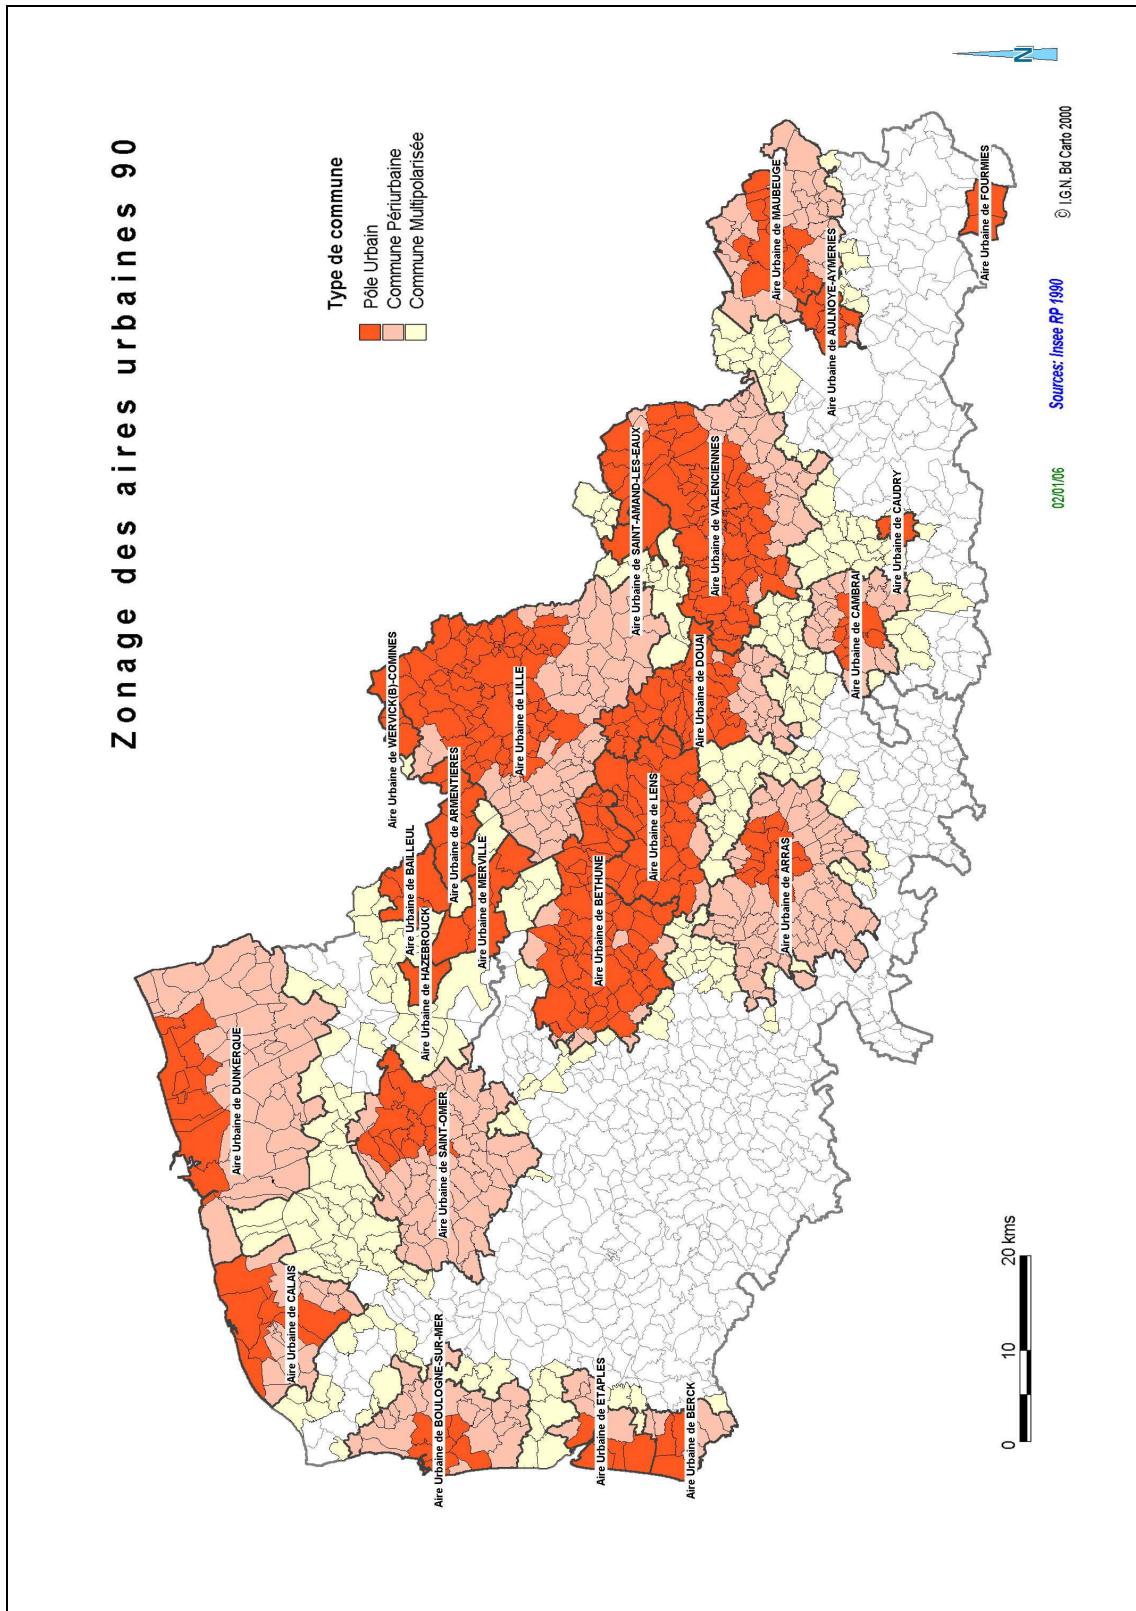 Zonage des aires urbaines 90
N
Type de commune
Pôle Urbain
Commune Périurbaine
Commune Multipolarisée
Aire Urbaine de DUNKERQUE
Aire Urbaine de CALAIS
Aire Urbaine de WERVICK(B)-COMINES
Aire Urbaine de BAILLEUL
Aire Urbaine de HAZEBROUCK
Aire Urbaine de ARMENTIERES
Aire Urbaine de MERVILLE
Aire Urbaine de SAINT-OMER
Aire Urbaine de BOULOGNE-SUR-MER
Aire Urbaine de LILLE
Aire Urbaine de BETHUNE
Aire Urbaine de ETAPLES
Aire Urbaine de SAINT-AMAND-LES-EAUX
Aire Urbaine de LENS
Aire Urbaine de BERCK
Aire Urbaine de DOUAI
Aire Urbaine de VALENCIENNES
Aire Urbaine de MAUBEUGE
Aire Urbaine de ARRAS
Aire Urbaine de AULNOYE-AYMERIES
Aire Urbaine de CAMBRAI
Aire Urbaine de CAUDRY
Aire Urbaine de FOURMIES
0 10 20 kms
02/01/06
Sources: Insee RP 1990
© I.G.N. Bd Carto 2000